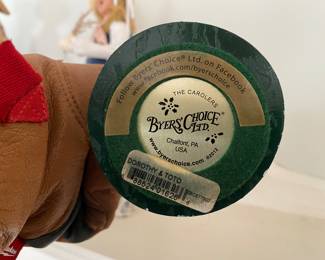 Follow Byers' Choice® Ltd. on Facebook
www.facebook.com/byerschoice
THE CAROLERS®
BYERS' CHOICE
LTD.
Chalfont, PA
USA
www.byerschoice.com ©2012
DOROTHY & TOTO